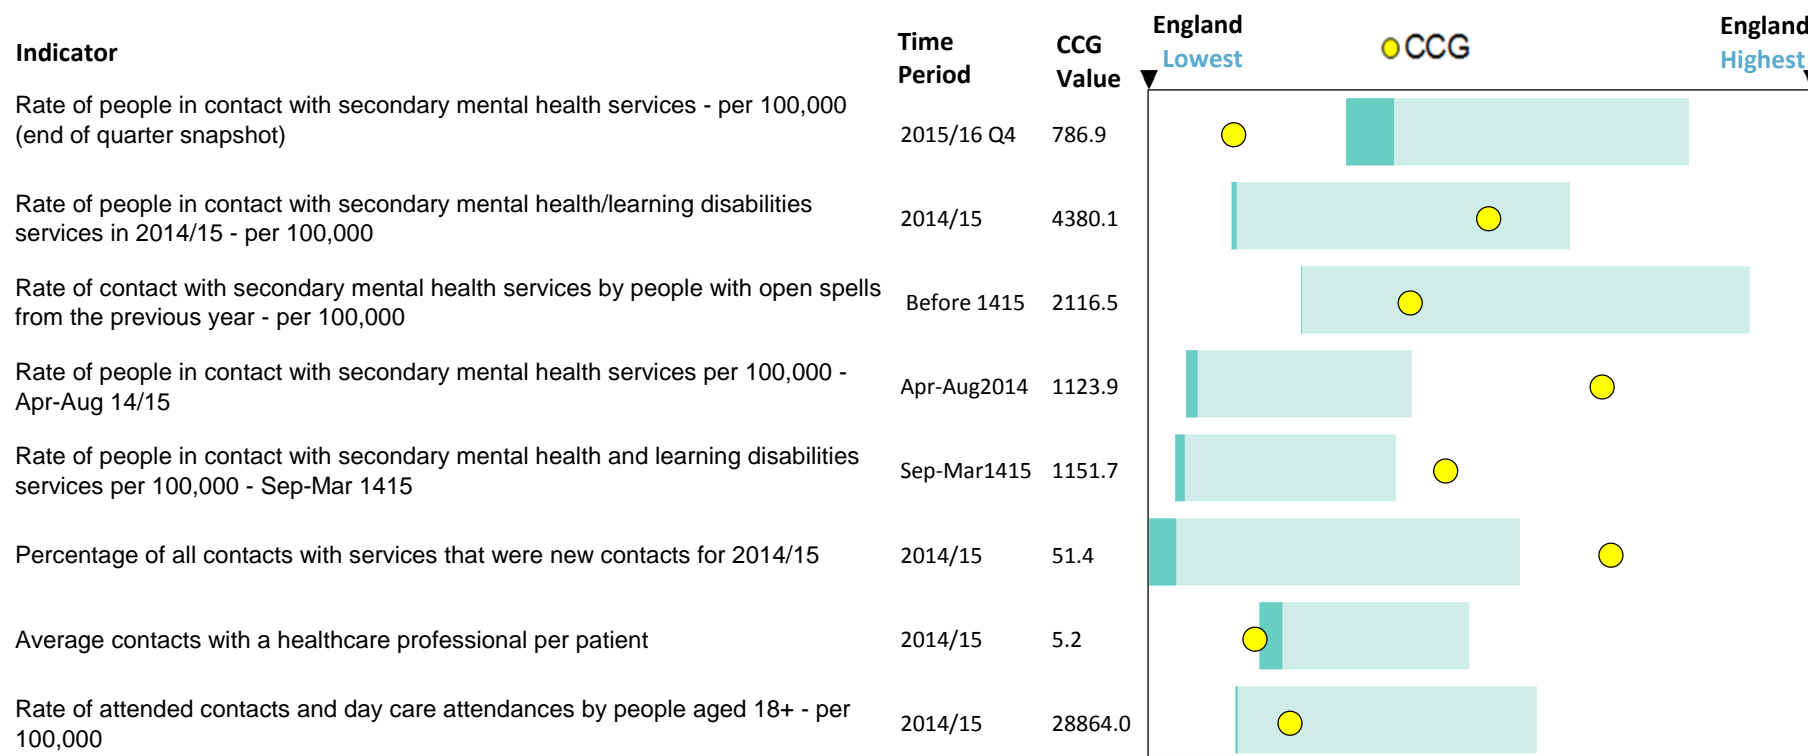 Indicator
Time
Period
CCG
Value
England
Lowest
CCG
England
Highest
Rate of people in contact with secondary mental health services - per 100,000
(end of quarter snapshot)
2015/16 Q4
786.9
Rate of people in contact with secondary mental health/learning disabilities
services in 2014/15 - per 100,000
2014/15
4380.1
Rate of contact with secondary mental health services by people with open spells
from the previous year - per 100,000
Before 1415
2116.5
Rate of people in contact with secondary mental health services per 100,000 -
Apr-Aug 14/15
Apr-Aug2014
1123.9
Rate of people in contact with secondary mental health and learning disabilities
services per 100,000 - Sep-Mar 1415
Sep-Mar1415
1151.7
Percentage of all contacts with services that were new contacts for 2014/15
2014/15
51.4
Average contacts with a healthcare professional per patient
2014/15
5.2
Rate of attended contacts and day care attendances by people aged 18+ - per
100,000
2014/15
28864.0